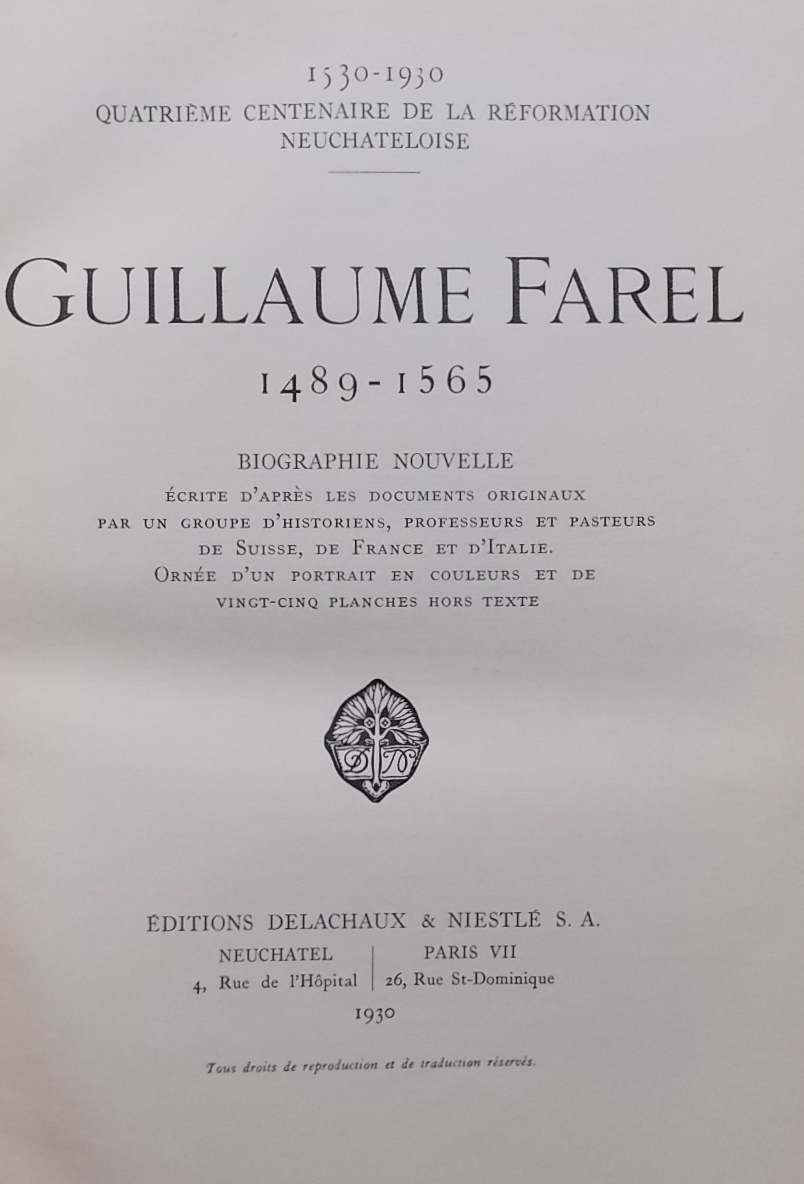 1530-1930
QUATRIÈME CENTENAIRE DE LA RÉFORMATION
NEUCHATELOISE
GUILLAUME FAREL
1489-1565
BIOGRAPHIE NOUVELLE
ÉCRITE D'APRÈS LES DOCUMENTS ORIGINAUX
PAR UN GROUPE D'HISTORIENS, PROFESSEURS ET PASTEURS
DE SUISSE, DE FRANCE ET D'ITALIE.
ORNÉE D'UN PORTRAIT EN COULEURS ET DE
VINGT-CINQ PLANCHES HORS TEXTE
D N
ÉDITIONS DELACHAUX & NIESTLÉ S. A.
NEUCHATEL
4, Rue de l'Hôpital
PARIS VII
26, Rue St-Dominique
1930
Tous droits de reproduction et de traduction réservés.